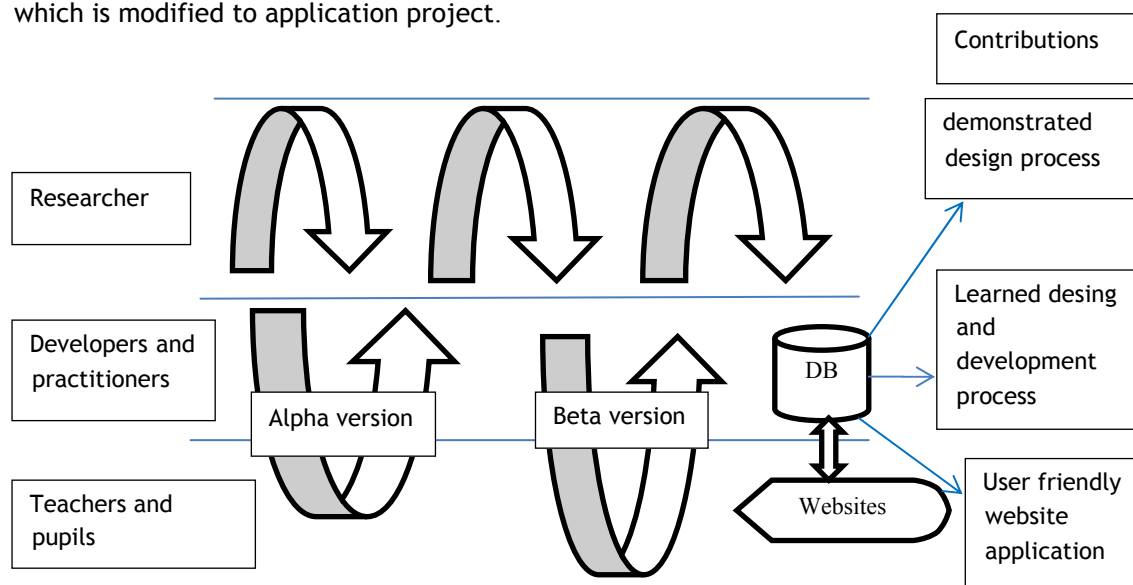 which is modified to application project.
Contributions
demonstrated
design process
Researcher
Learned desing
and
development
process
Developers and
practitioners
DB
Alpha version
Beta version
Teachers and
pupils
Websites
User friendly
website
application